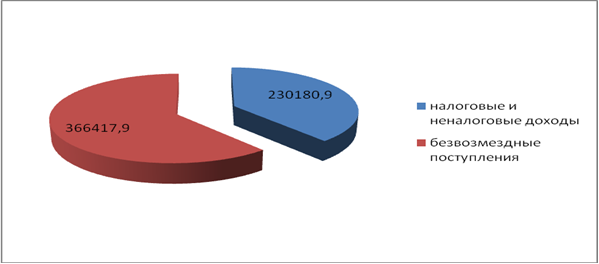 230180,9
366417,9
налоговые и
неналоговые доходы
безвозмездные
поступления